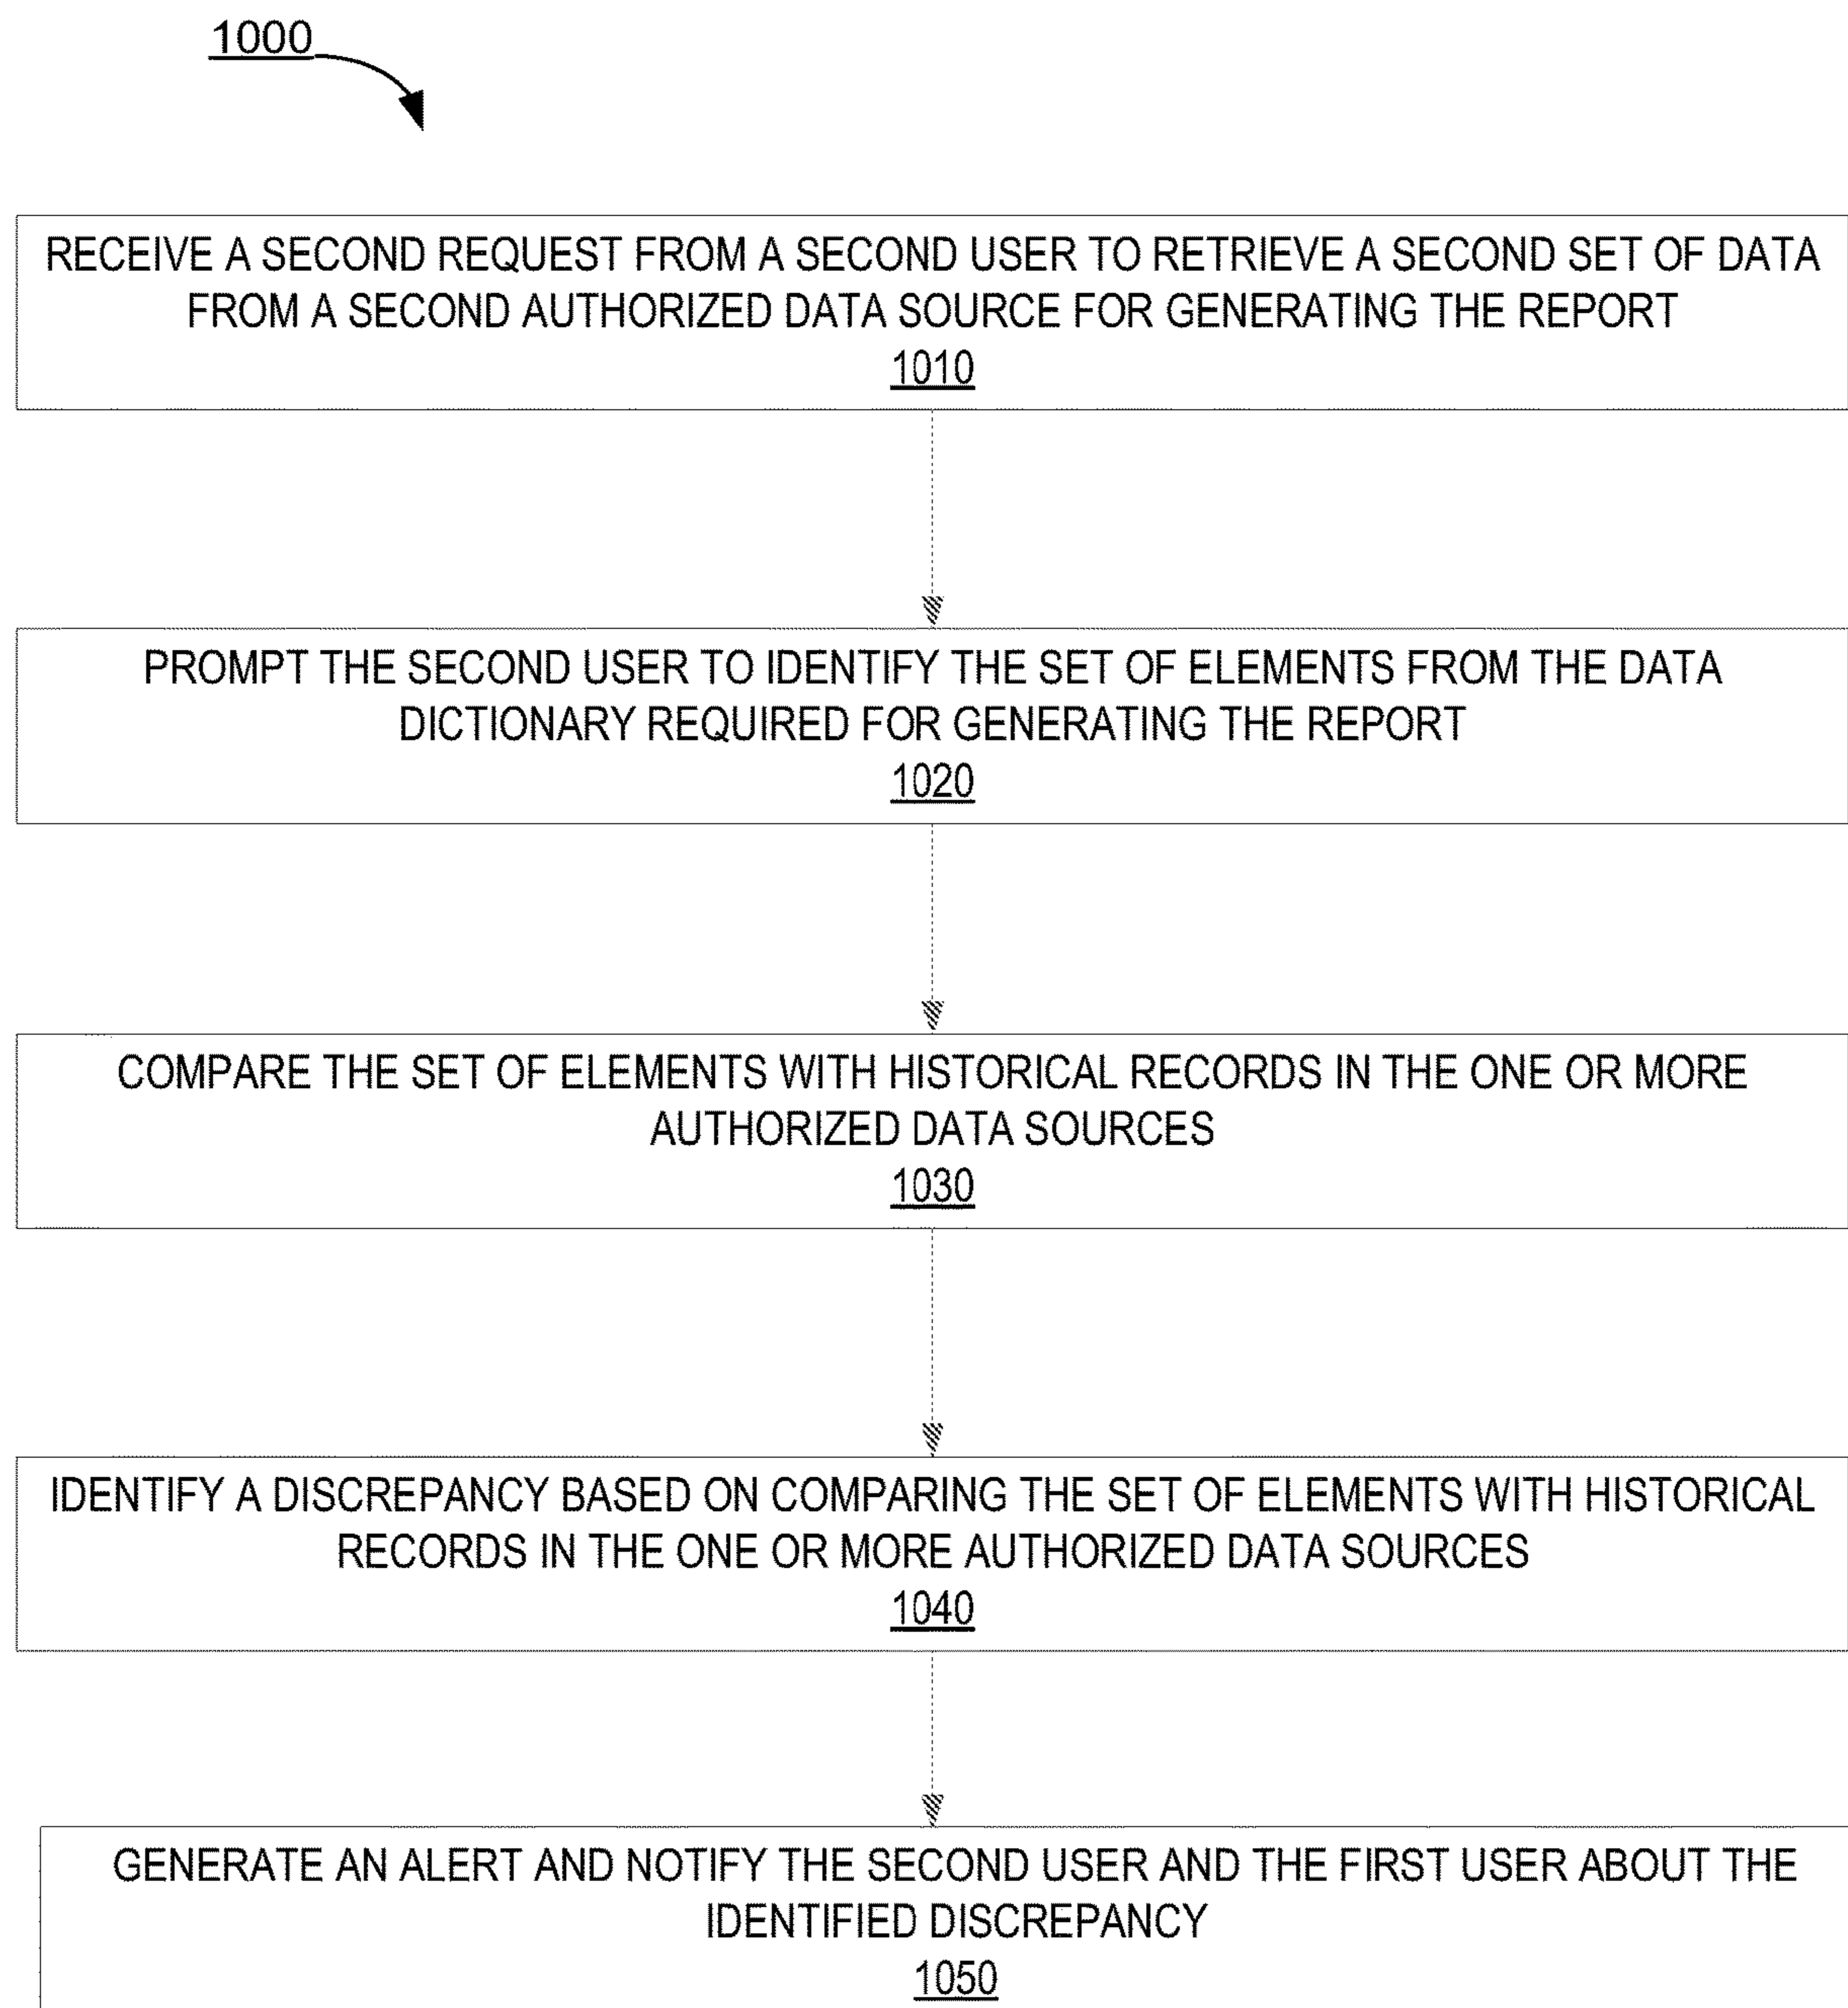 1000
RECEIVE A SECOND REQUEST FROM A SECOND USER TO RETRIEVE A SECOND SET OF DATA
FROM A SECOND AUTHORIZED DATA SOURCE FOR GENERATING THE REPORT
1010
PROMPT THE SECOND USER TO IDENTIFY THE SET OF ELEMENTS FROM THE DATA
DICTIONARY REQUIRED FOR GENERATING THE REPORT
1020
COMPARE THE SET OF ELEMENTS WITH HISTORICAL RECORDS IN THE ONE OR MORE
AUTHORIZED DATA SOURCES
1030
IDENTIFY A DISCREPANCY BASED ON COMPARING THE SET OF ELEMENTS WITH HISTORICAL
RECORDS IN THE ONE OR MORE AUTHORIZED DATA SOURCES
1040
GENERATE AN ALERT AND NOTIFY THE SECOND USER AND THE FIRST USER ABOUT THE
IDENTIFIED DISCREPANCY
1050